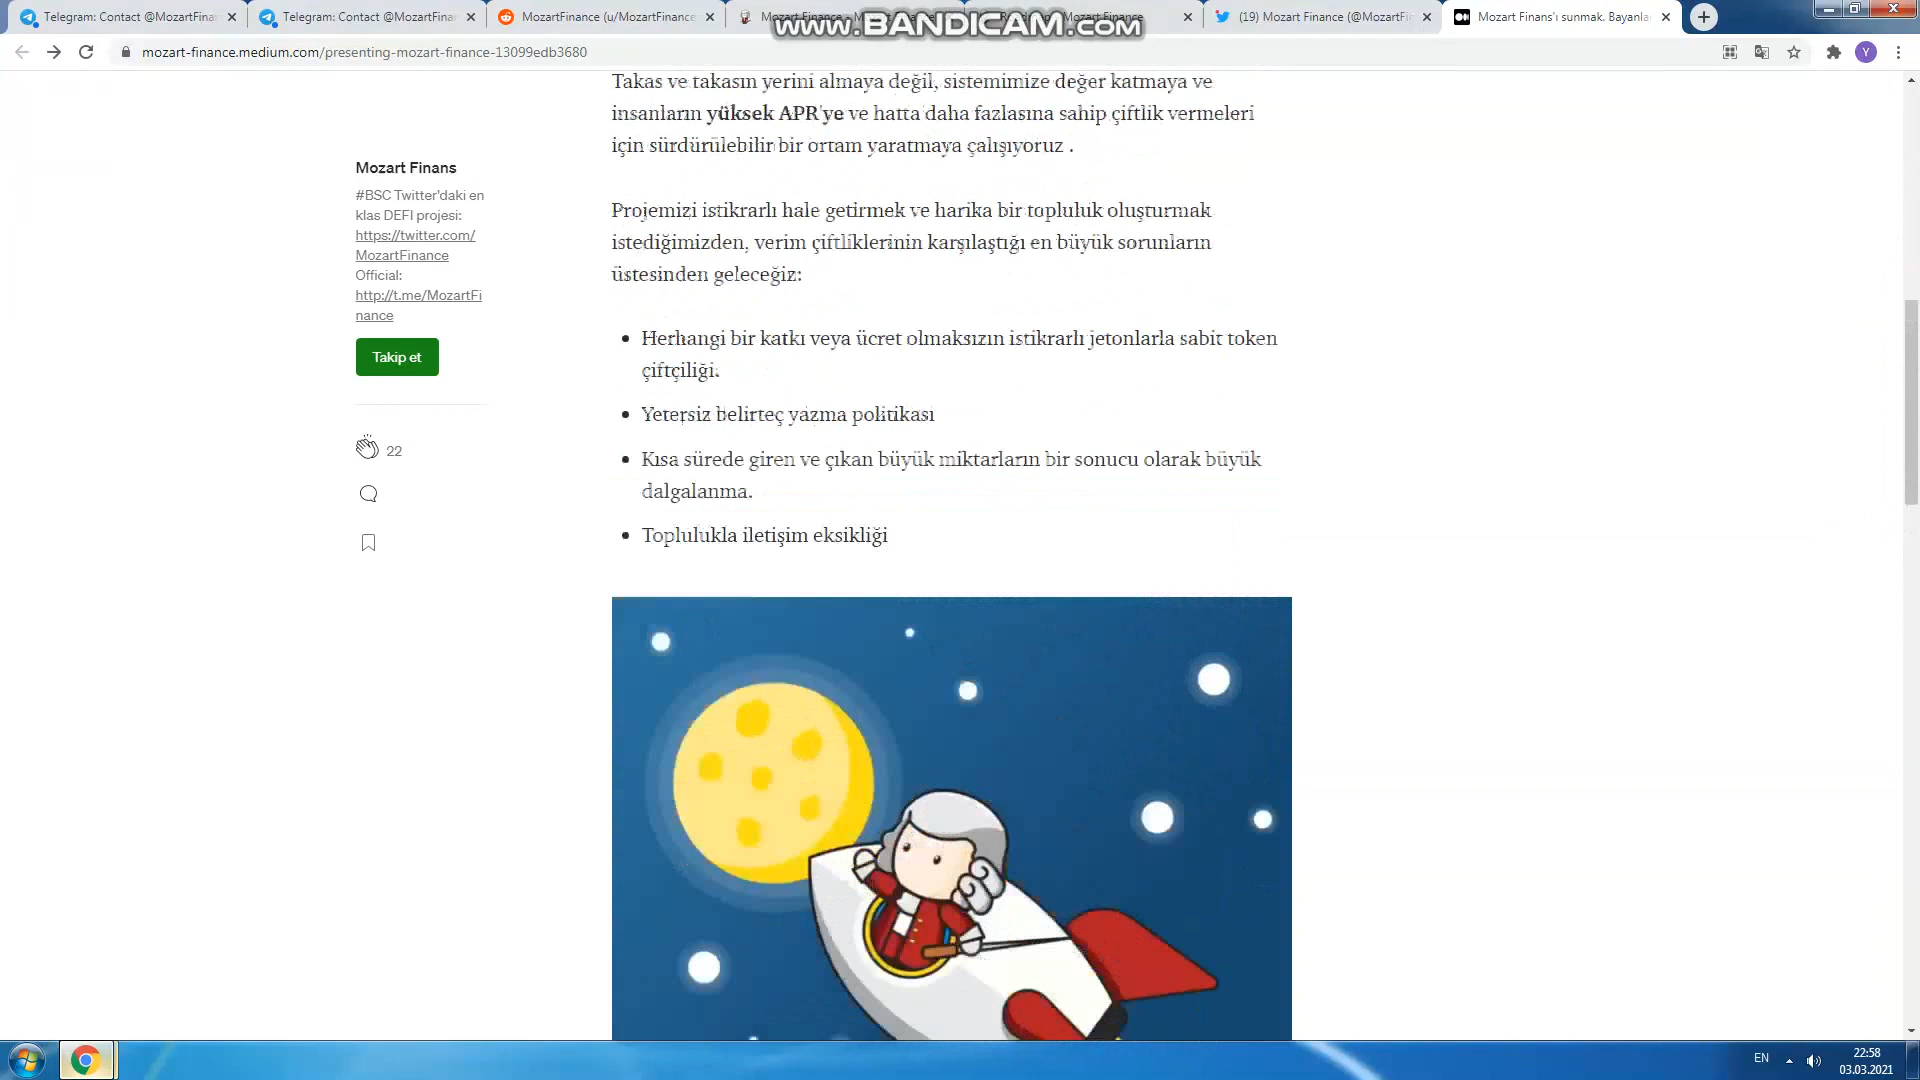 Telegram: Contact @MozartFinan
Telegram: Contact @MozartFinan
MozartFinance (u/MozartFinance
Mozart Finance
Mozart Finance
(19) Mozart Finance (@MozartFi
Mozart Finans'ı sunmak. Bayanla
www.BANDICAM.com
mozart-finance.medium.com/presenting-mozart-finance-13099edb3680
Y
Takas ve takasın yerini almaya değil, sistemimize değer katmaya ve
insanların yüksek APR'ye ve hatta daha fazlasına sahip çiftlik vermeleri
için sürdürülebilir bir ortam yaratmaya çalışıyoruz .
Mozart Finans
#BSC Twitter'daki en
klas DEFI projesi:
https://twitter.com/
MozartFinance
Official:
http://t.me/MozartFi
nance
Takip et
22
Projemizi istikrarlı hale getirmek ve harika bir topluluk oluşturmak
istediğimizden, verim çiftliklerinin karşılaştığı en büyük sorunların
üstesinden geleceğiz:
Herhangi bir katkı veya ücret olmaksızın istikrarlı jetonlarla sabit token
çiftçiliği.
Yetersiz belirteç yazma politikası
Kısa sürede giren ve çıkan büyük miktarların bir sonucu olarak büyük
dalgalanma.
Toplulukla iletişim eksikliği
EN
22:58
03.03.2021